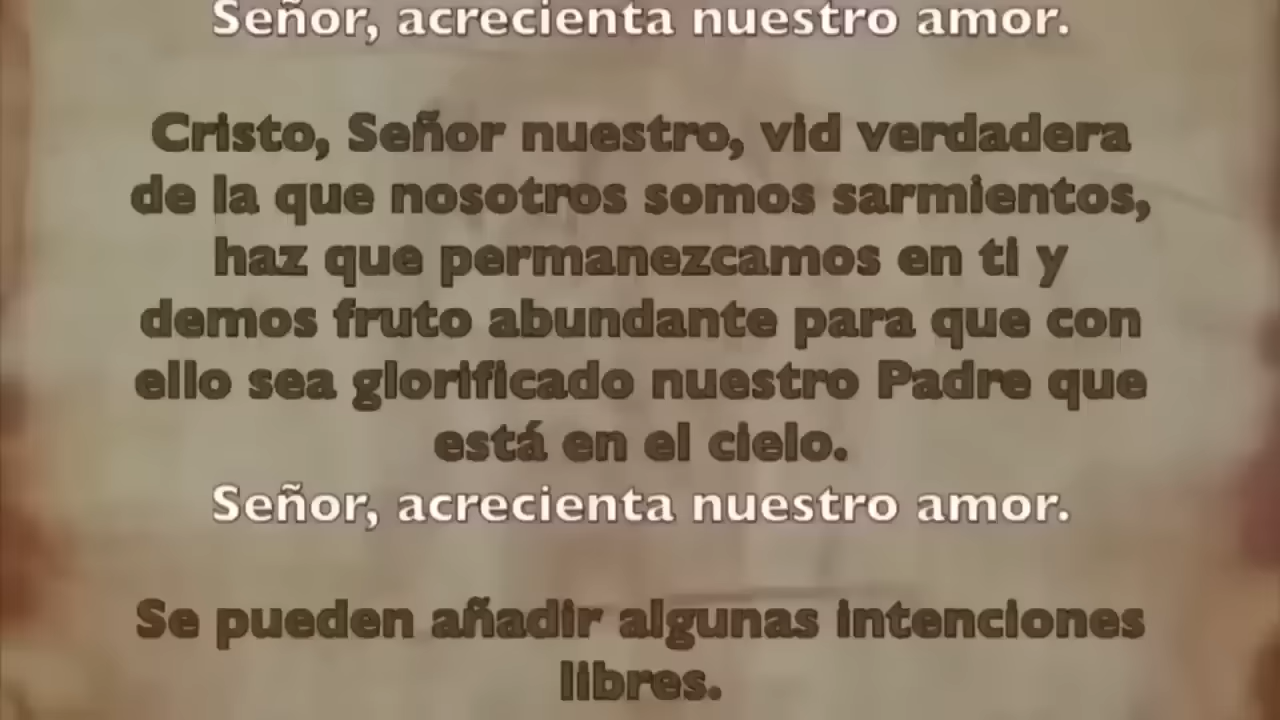 Señor, acrecienta nuestro amor.
Cristo, Señor nuestro, vid verdadera
de la que nosotros somos sarmientos,
haz que permanezcamos en ti y
demos fruto abundante para que con
ello sea glorificado nuestro Padre que
está en el cielo.
Señor, acrecienta nuestro amor.
Se pueden añadir algunas intenciones
libres.